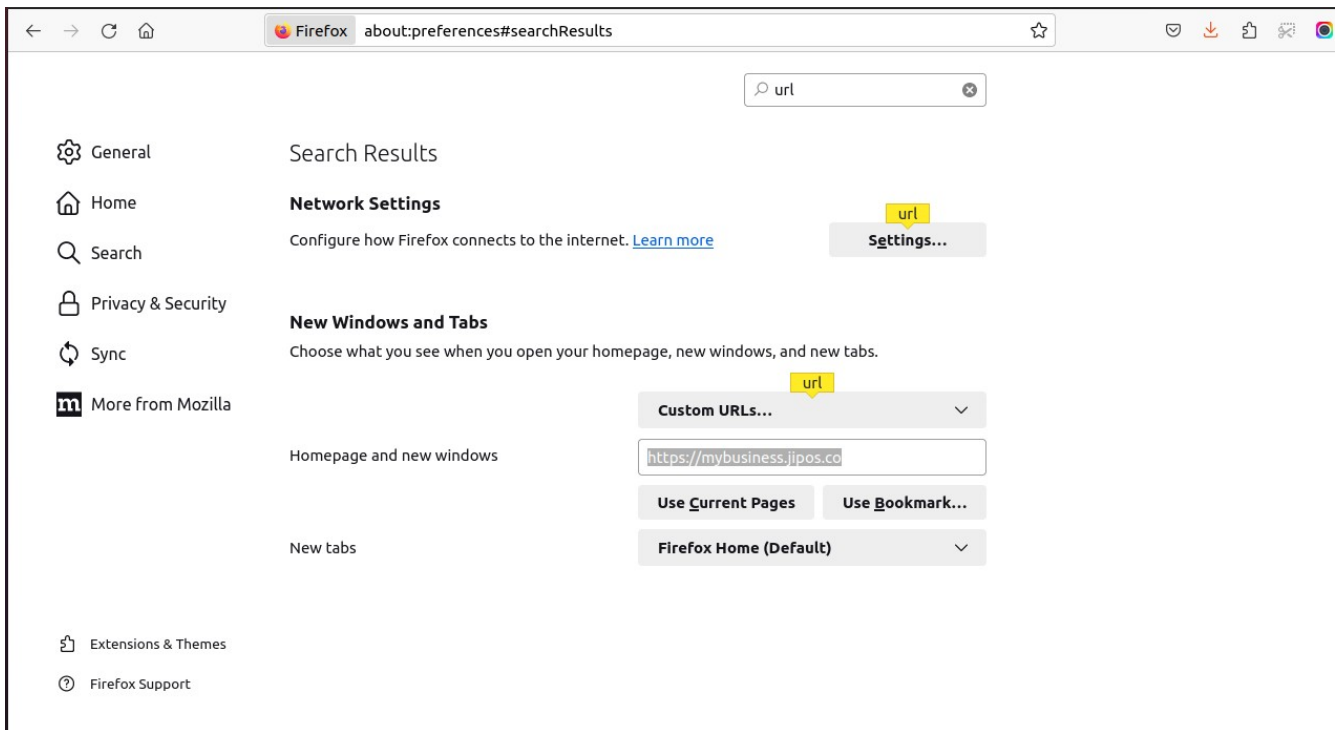 Firefox about:preferences#searchResults
url
General
Home
Search
Privacy & Security
Sync
m More from Mozilla
Extensions & Themes
Firefox Support
Search Results
Network Settings
url
Configure how Firefox connects to the internet. Learn more
Settings...
New Windows and Tabs
Choose what you see when you open your homepage, new windows, and new tabs.
url
Custom URLs...
Homepage and new windows
https://mybusiness.jipos.co
Use Current Pages
Use Bookmark...
New tabs
Firefox Home (Default)